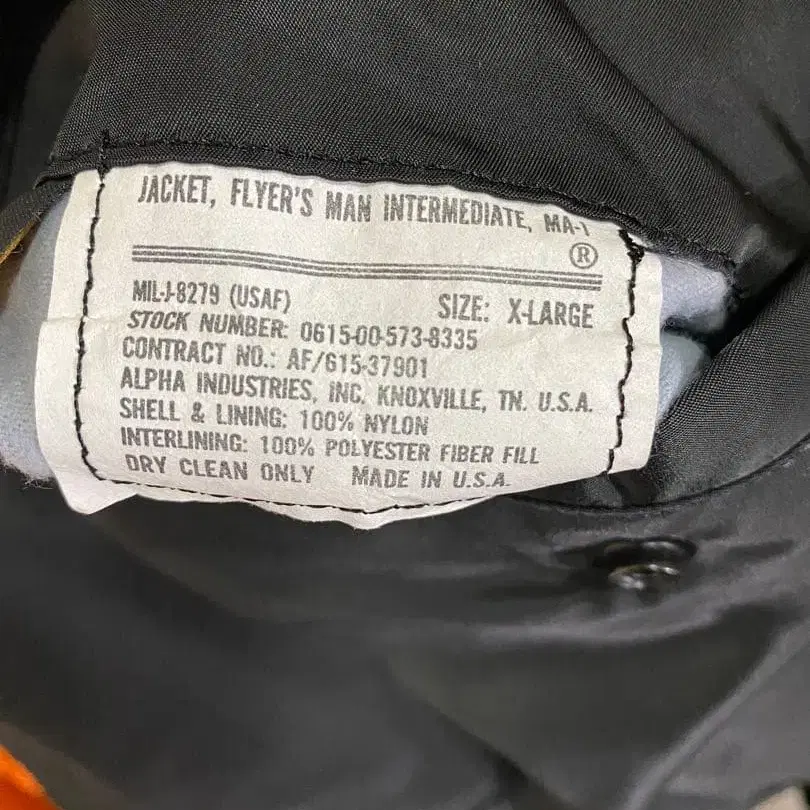 JACKET, FLYER'S MAN INTERMEDIATE, MA-1
®
MIL-J-8279 (USAF) SIZE: X-LARGE
STOCK NUMBER: 0615-00-573-8335
CONTRACT NO.: AF/615-37901
ALPHA INDUSTRIES, INC. KNOXVILLE, TN. U.S.A.
SHELL & LINING: 100% NYLON
INTERLINING: 100% POLYESTER FIBER FILL
DRY CLEAN ONLY MADE IN U.S.A.